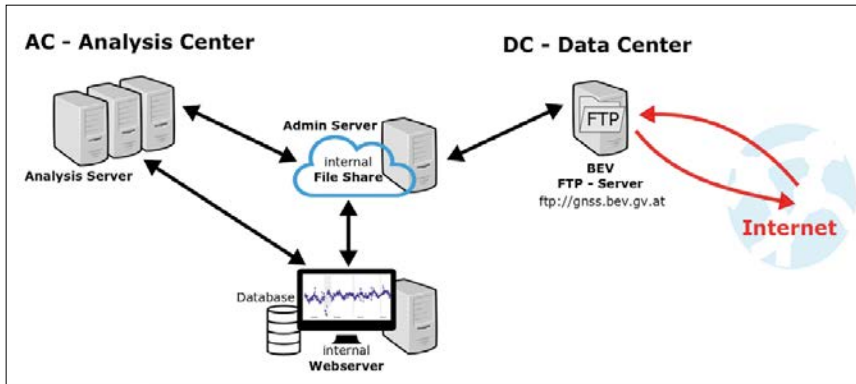 AC - Analysis Center
DC - Data Center
Analysis Server
Admin Server
internal
File Share
FTP
BEV
FTP - Server
ftp://gnss.bev.gv.at
Internet
Database
internal
Webserver